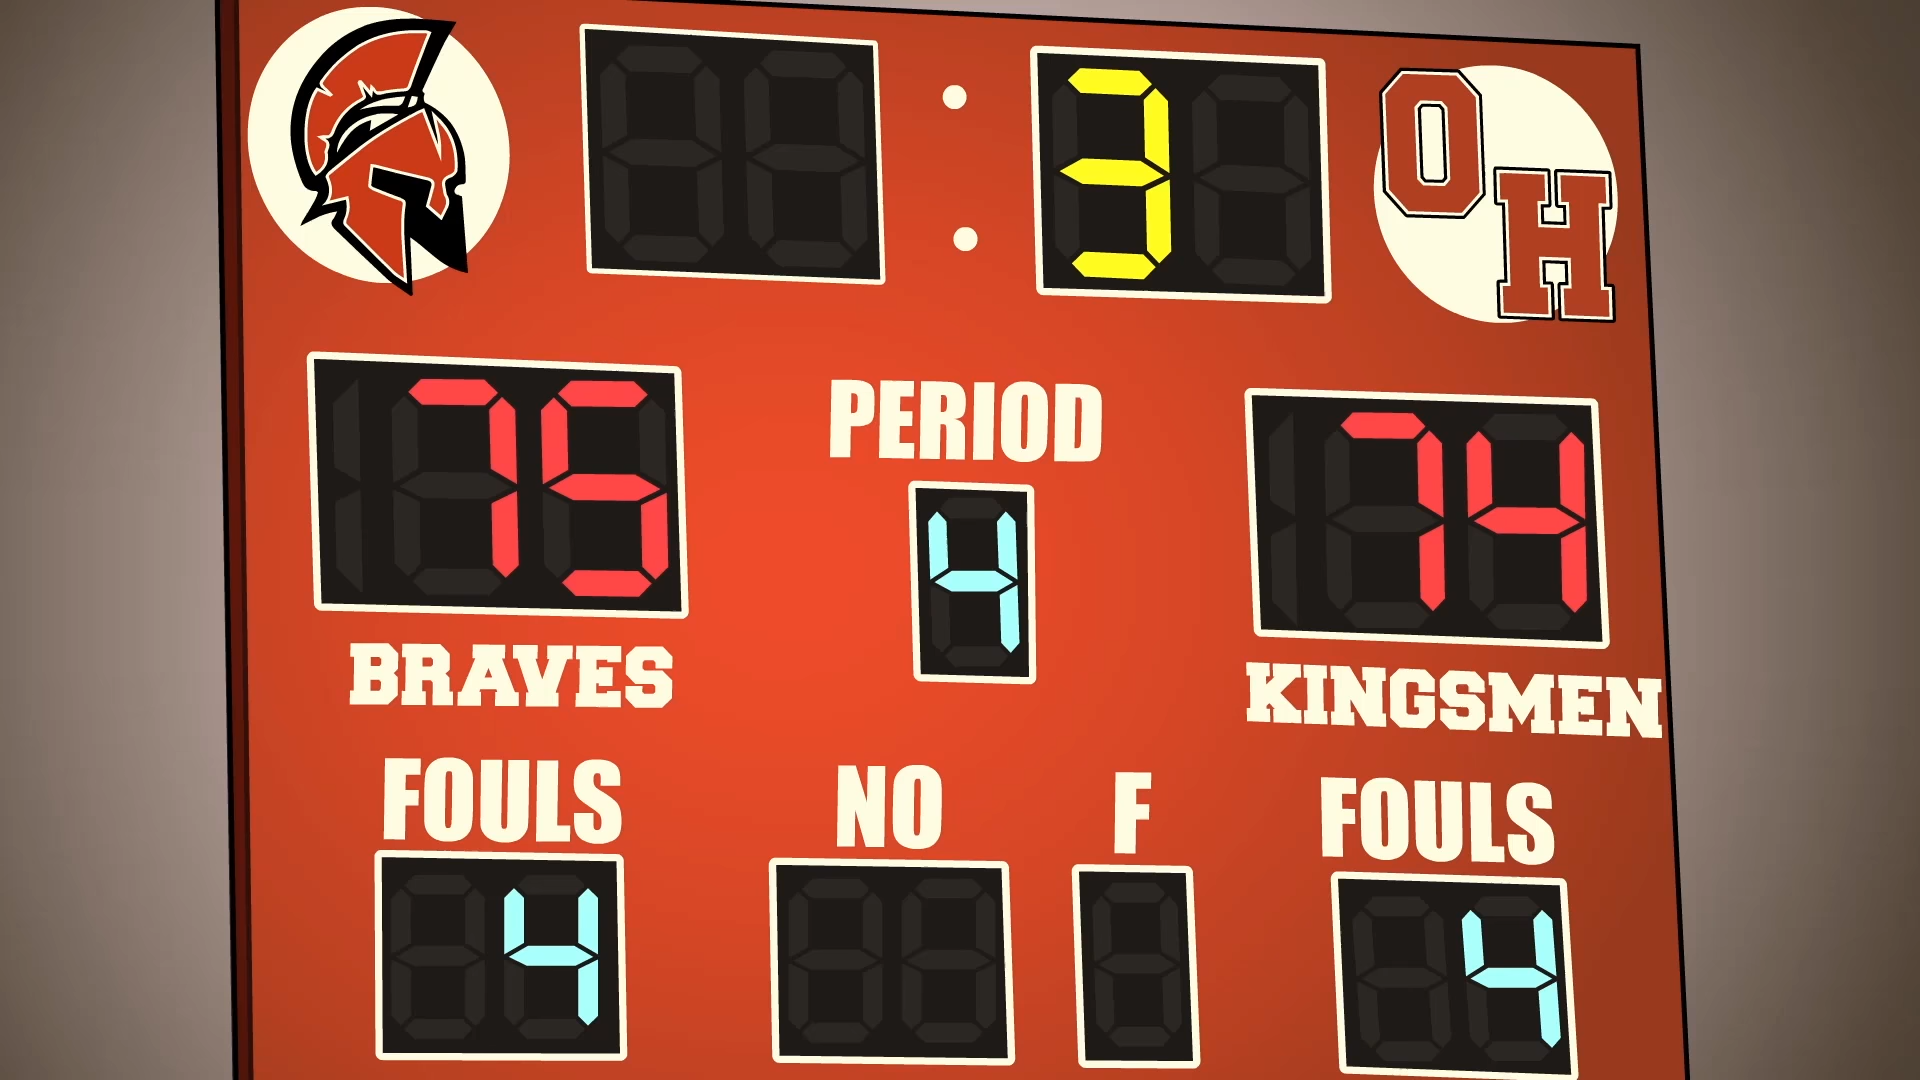 : 3
OH
75 74
PERIOD
4
BRAVES KINGSMEN
FOULS NO F FOULS
4 4